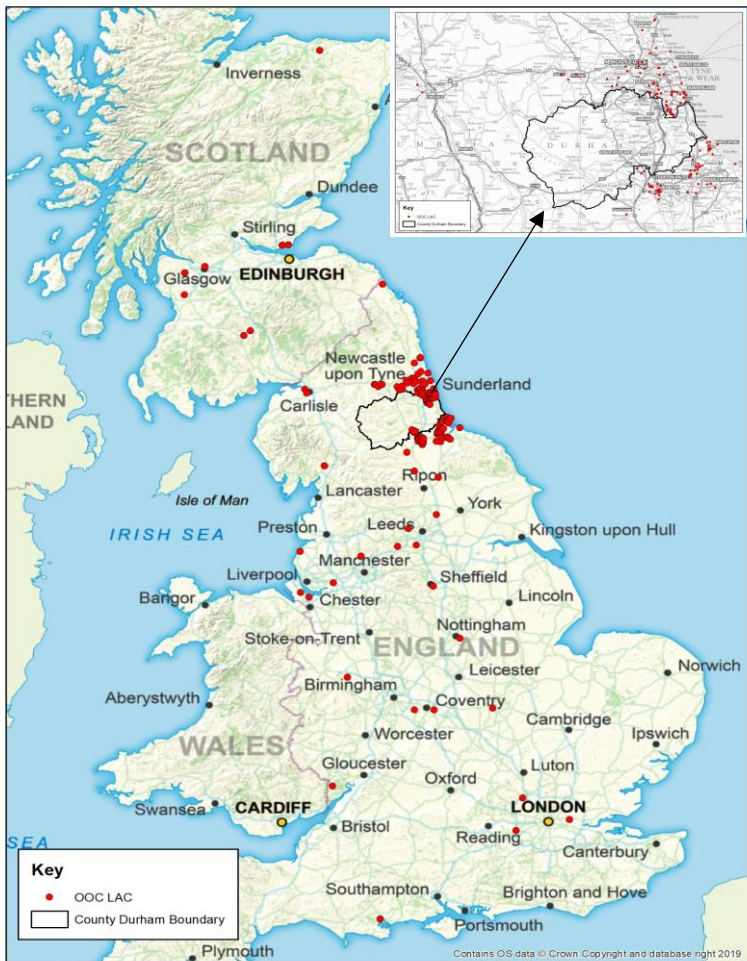 Inverness
SCOTLAND
Dundee
Stirling
EDINBURGH
Glasgow
Newcastle
upon Tyne
Sunderland
Carlisle
THERN
LAND
Isle of Man
Ripon
Lancaster
York
IRISH SEA
Preston
Leeds
Kingston upon Hull
Manchester
Liverpool
Sheffield
Bangor
Chester
Lincoln
Stoke-on-Trent
Nottingham
ENGLAND
Leicester
Norwich
Birmingham
Aberystwyth
Coventry
Cambridge
WALES
Worcester
Ipswich
Gloucester
Luton
Oxford
Swansea
CARDIFF
LONDON
Bristol
Reading
SEA
Canterbury
Key
OOC LAC
County Durham Boundary
Southampton
Brighton and Hove
Portsmouth
Plymouth
Contains OS data © Crown Copyright and database right 2019
TYNE
& WEAR
DURHAM
Key
OOC LAC
County Durham Boundary